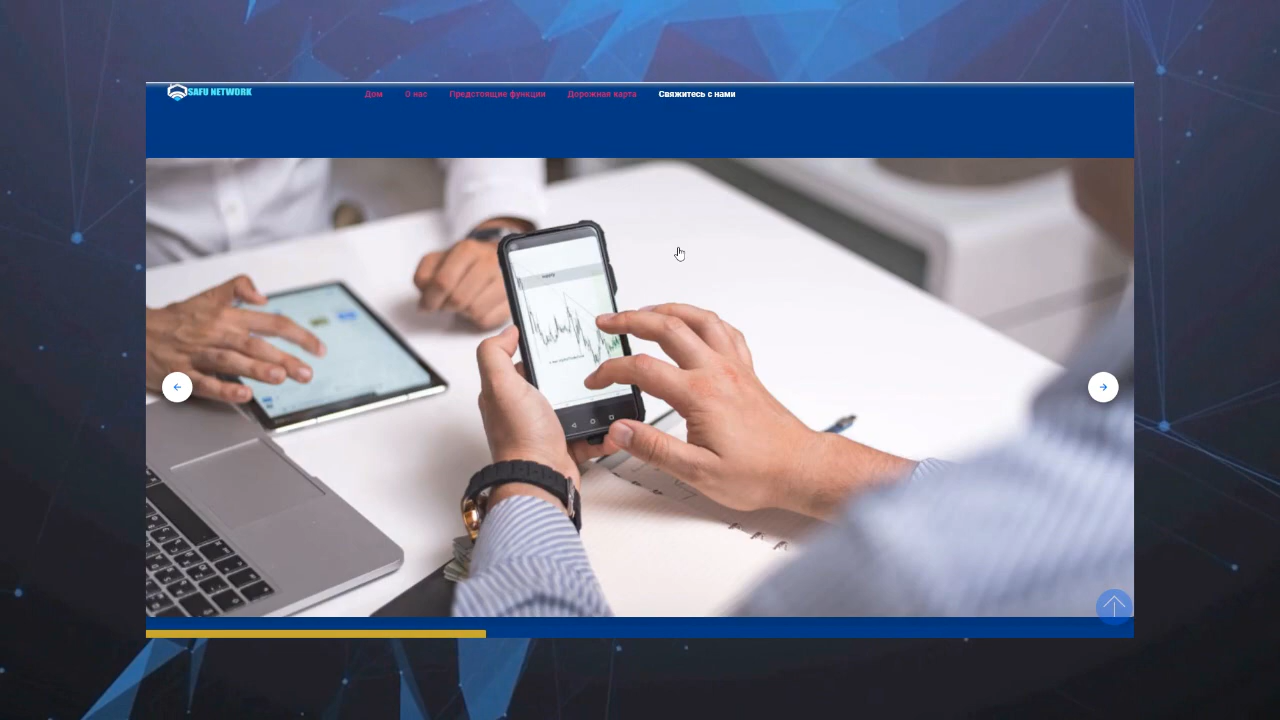 SAFU NETWORK
Дом О нас Предстоящие функции Дорожная карта Свяжитесь с нами